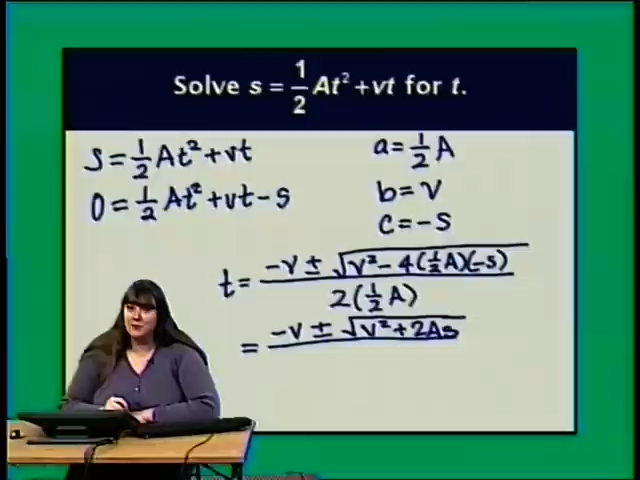 Solve s = 1/2 At² + vt for t.
s = 1/2 At² + vt
0 = 1/2 At² + vt - s
a = 1/2 A
b = v
c = -s
t = (-v ± √(v² - 4(1/2 A)(-s))) / 2(1/2 A)
= -v ± √(v² + 2As)